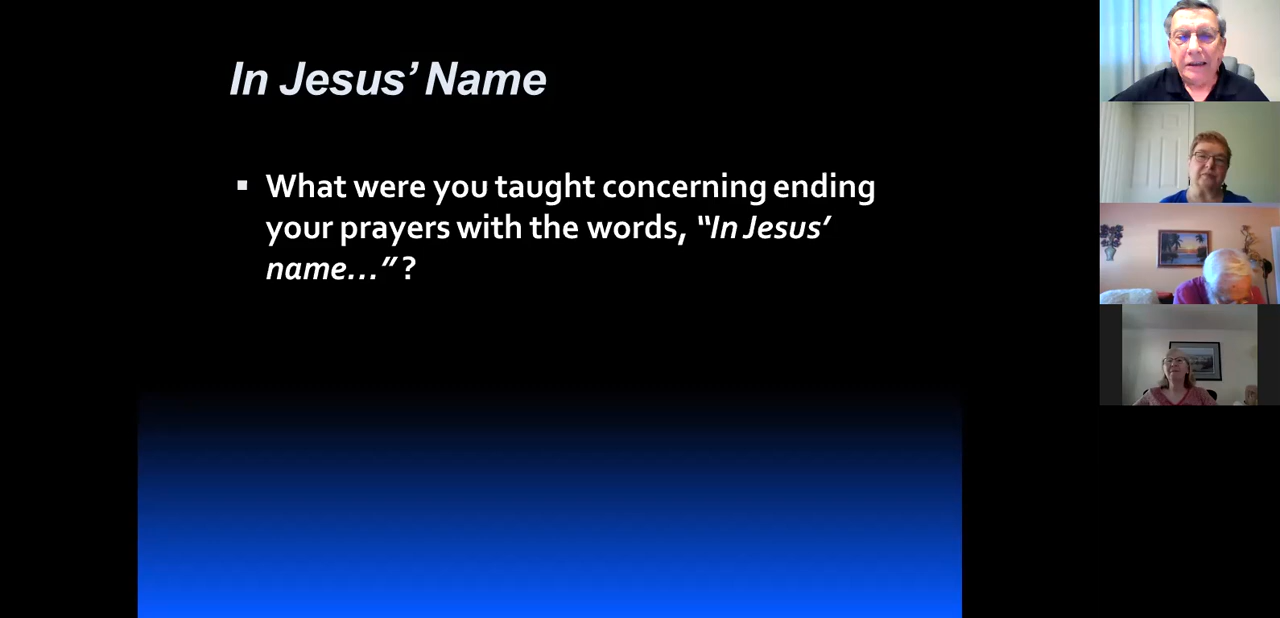 In Jesus’ Name
▪ What were you taught concerning ending
your prayers with the words, “In Jesus’
name…” ?